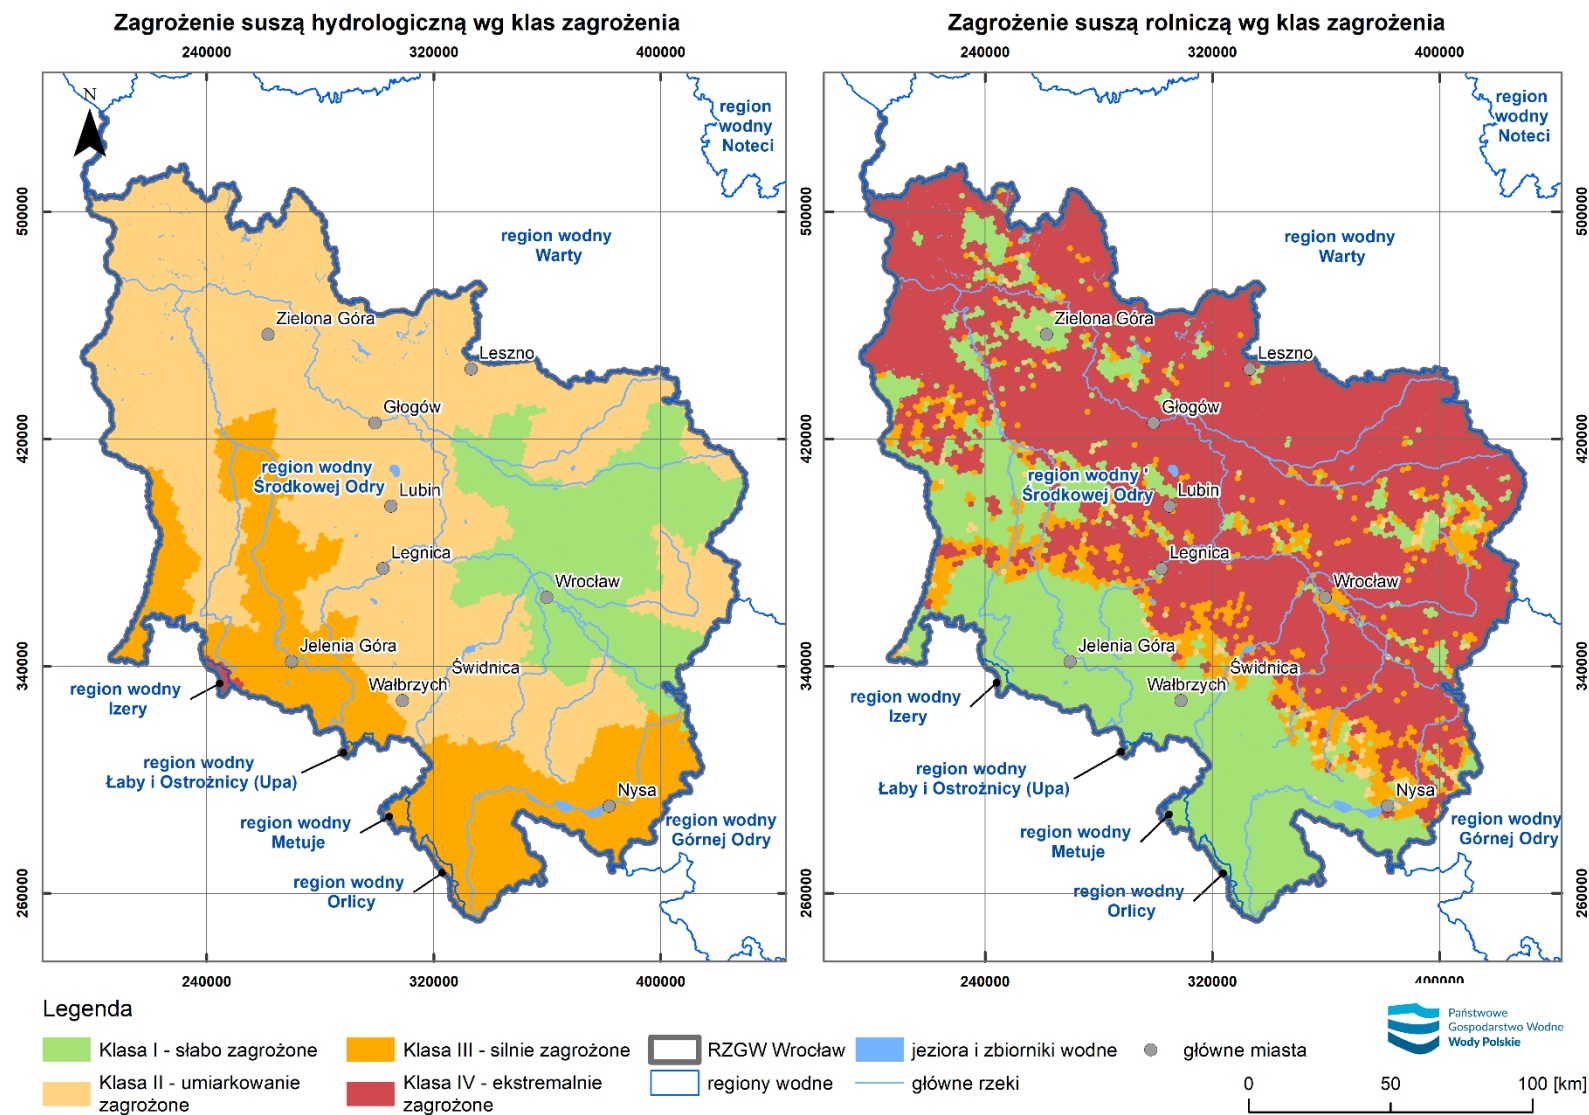 Zagrożenie suszą hydrologiczną wg klas zagrożenia
240000
320000
400000
N
500000
420000
340000
260000
region
wodny
Noteci
region wodny
Warty
Zielona Góra
Leszno
Głogów
region wodny
Środkowej Odry
Lubin
Legnica
Wrocław
Jelenia Góra
Świdnica
Wałbrzych
region wodny
Izery
region wodny
Łaby i Ostrożnicy (Upa)
Nysa
region wodny
Metuje
region wodny
Górnej Odry
region wodny
Orlicy
240000
320000
400000
Zagrożenie suszą rolniczą wg klas zagrożenia
240000
320000
400000
500000
420000
340000
260000
region
wodny
Noteci
region wodny
Warty
Zielona Góra
Leszno
Głogów
region wodny
Środkowej Odry
Lubin
Legnica
Wrocław
Jelenia Góra
Świdnica
Wałbrzych
region wodny
Izery
region wodny
Łaby i Ostrożnicy (Upa)
Nysa
region wodny
Metuje
region wodny
Górnej Odry
region wodny
Orlicy
240000
320000
400000
500000
420000
340000
260000
Legenda
Klasa I - słabo zagrożone
Klasa II - umiarkowanie
zagrożone
Klasa III - silnie zagrożone
Klasa IV - ekstremalnie
zagrożone
RZGW Wrocław
regiony wodne
jeziora i zbiorniki wodne
główne rzeki
główne miasta
Państwowe
Gospodarstwo Wodne
Wody Polskie
0
50
100 [km]